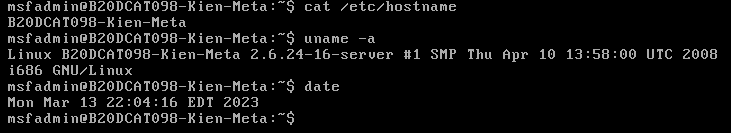 msfadmin@B20DCAT098-Kien-Meta:~$ cat /etc/hostname
B20DCAT098-Kien-Meta
msfadmin@B20DCAT098-Kien-Meta:~$ uname -a
Linux B20DCAT098-Kien-Meta 2.6.24-16-server #1 SMP Thu Apr 10 13:58:00 UTC 2008
i686 GNU/Linux
msfadmin@B20DCAT098-Kien-Meta:~$ date
Mon Mar 13 22:04:16 EDT 2023
msfadmin@B20DCAT098-Kien-Meta:~$